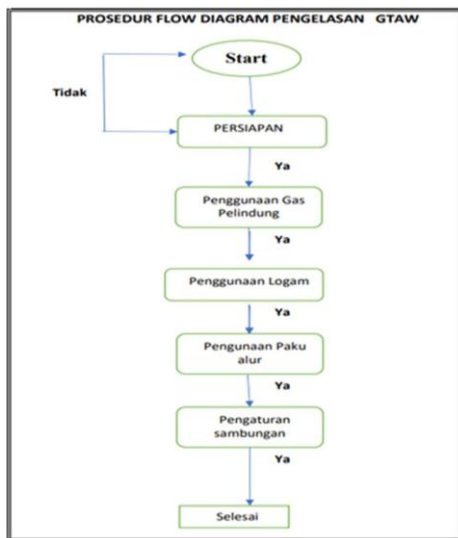 PROSEDUR FLOW DIAGRAM PENGELASAN GTAW
Start
Tidak
PERSIAPAN
Ya
Penggunaan Gas
Pelindung
Ya
Penggunaan Logam
Ya
Pengunaan Paku
alur
Ya
Pengaturan
sambungan
Ya
Selesai